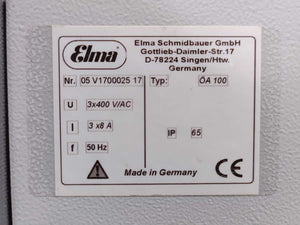 Elma
Elma Schmidbauer GmbH
Gottlieb-Daimler-Str.17
D-78224 Singen/Htw.
Germany
Nr. 05 V1700025 17 Typ: ÖA 100
U 3x400 V/AC
I 3 x8 A IP 65
f 50 Hz
Made in Germany CE